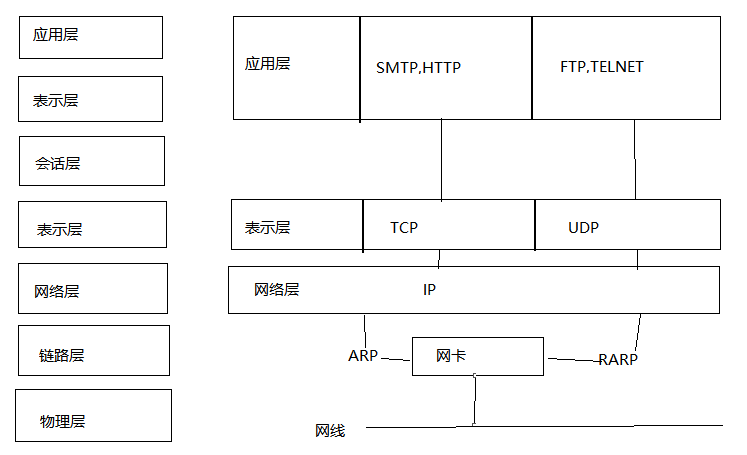 应用层
表示层
会话层
表示层
网络层
链路层
物理层
应用层 SMTP,HTTP FTP,TELNET
表示层 TCP UDP
网络层 IP
ARP 网卡 RARP
网线